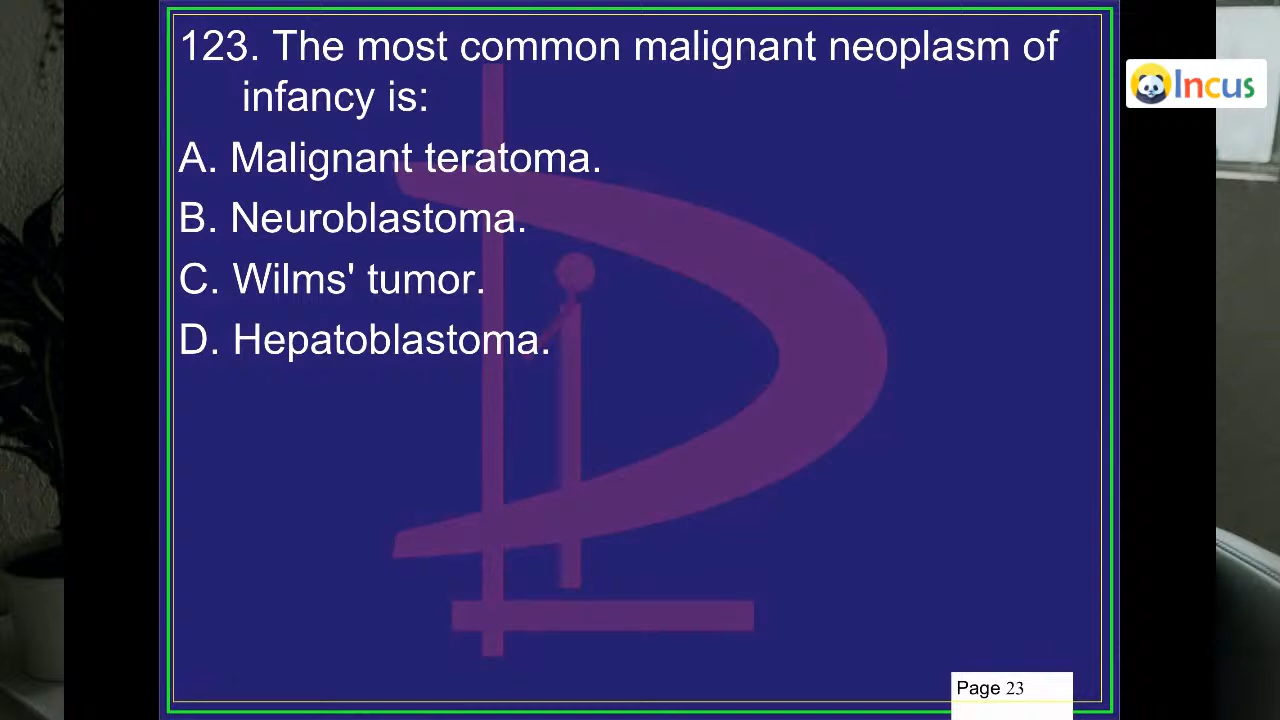 123. The most common malignant neoplasm of
infancy is:
A. Malignant teratoma.
B. Neuroblastoma.
C. Wilms' tumor.
D. Hepatoblastoma.
Incus
Page 23